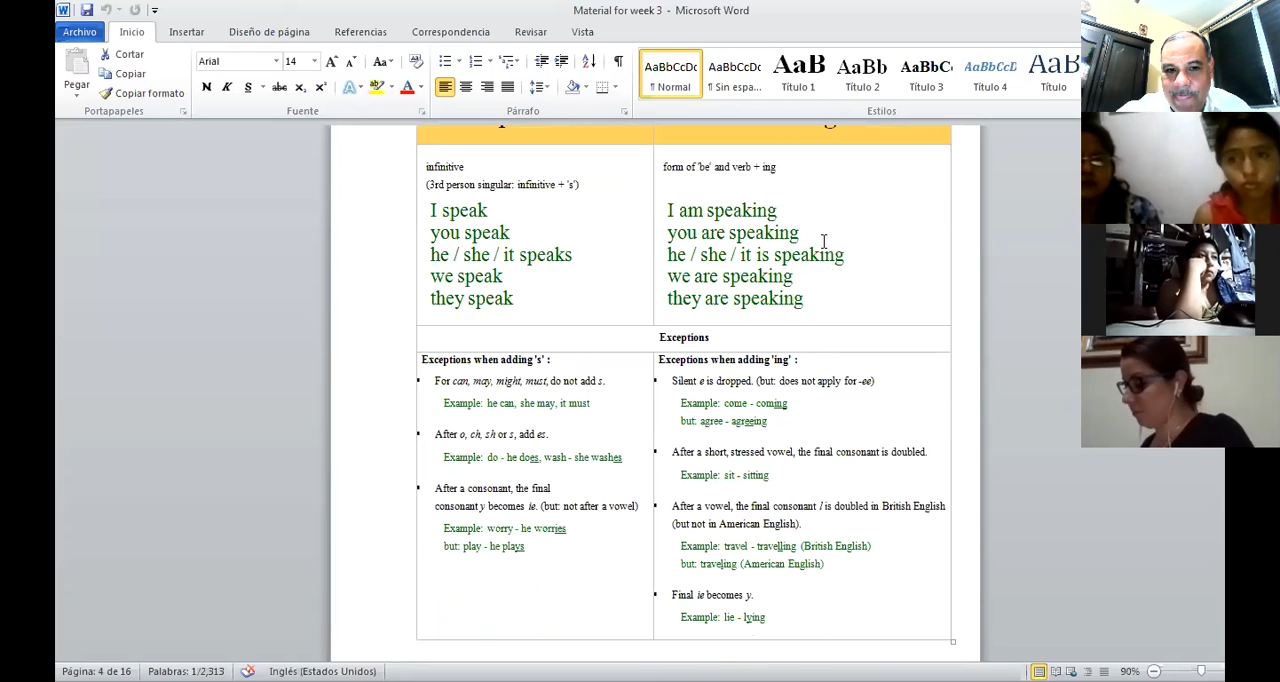 Material for week 3 - Microsoft Word
Archivo Inicio Insertar Diseño de página Referencias Correspondencia Revisar Vista
Cortar
Copiar
Copiar formato
Pegar
Portapapeles
Arial 14
Fuente
Párrafo
AaBbCcDc AaBbCcDc AaB AaBb AaBbC AaBbCcD AaB
¶ Normal ¶ Sin espa... Título 1 Título 2 Título 3 Título 4 Título
Estilos
infinitive
(3rd person singular: infinitive + 's')
I speak
you speak
he / she / it speaks
we speak
they speak
form of 'be' and verb + ing
I am speaking
you are speaking
he / she / it is speaking
we are speaking
they are speaking
Exceptions
Exceptions when adding 's' :
For can, may, might, must, do not add s.
Example: he can, she may, it must
After o, ch, sh or s, add es.
Example: do - he does, wash - she washes
After a consonant, the final
consonant y becomes ie. (but: not after a vowel)
Example: worry - he worries
but: play - he plays
Exceptions when adding 'ing' :
Silent e is dropped. (but: does not apply for -ee)
Example: come - coming
but: agree - agreeing
After a short, stressed vowel, the final consonant is doubled.
Example: sit - sitting
After a vowel, the final consonant l is doubled in British English
(but not in American English).
Example: travel - travelling (British English)
but: traveling (American English)
Final ie becomes y.
Example: lie - lying
Página: 4 de 16 Palabras: 1/2,313 Inglés (Estados Unidos) 90%